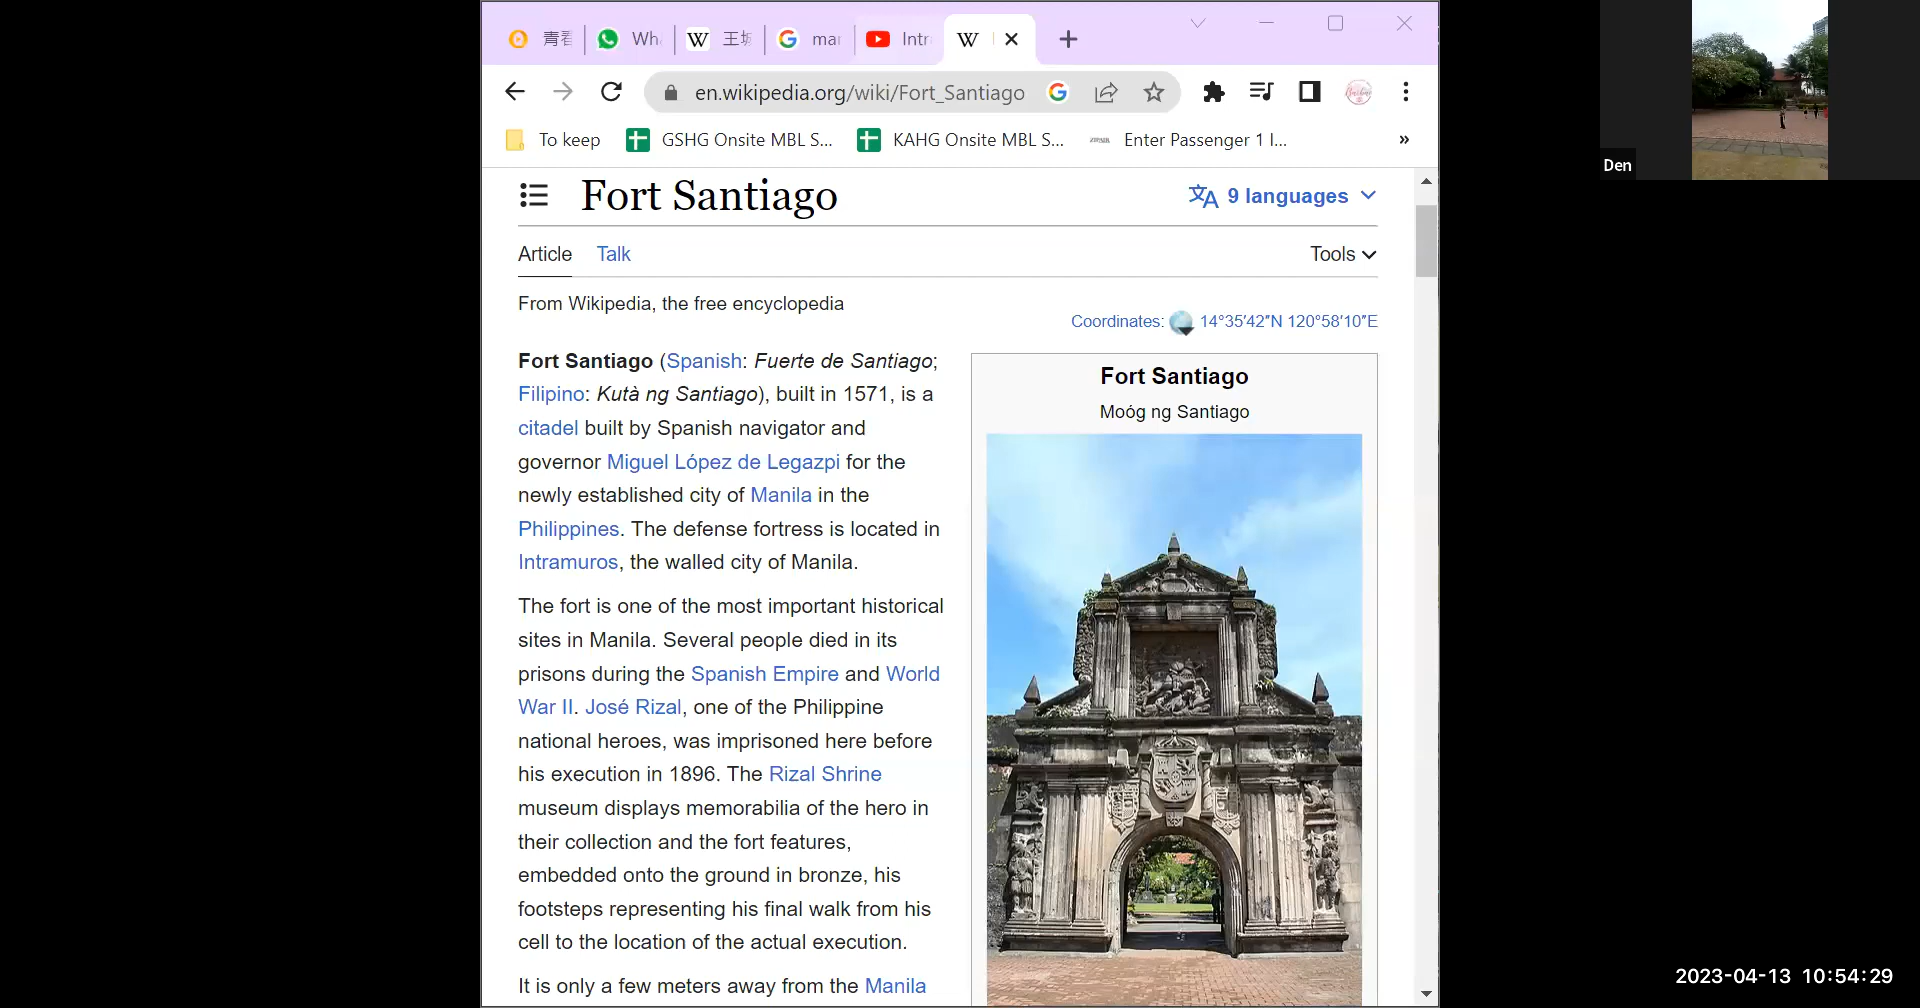 Wh
王
mar
Intr
en.wikipedia.org/wiki/Fort_Santiago
To keep
GSHG Onsite MBL S...
KAHG Onsite MBL S...
Enter Passenger 1 I...
»
Den
Fort Santiago
9 languages
Article
Talk
Tools
From Wikipedia, the free encyclopedia
Coordinates: 14°35′42″N 120°58′10″E
Fort Santiago (Spanish: Fuerte de Santiago;
Filipino: Kutà ng Santiago), built in 1571, is a
citadel built by Spanish navigator and
governor Miguel López de Legazpi for the
newly established city of Manila in the
Philippines. The defense fortress is located in
Intramuros, the walled city of Manila.
The fort is one of the most important historical
sites in Manila. Several people died in its
prisons during the Spanish Empire and World
War II. José Rizal, one of the Philippine
national heroes, was imprisoned here before
his execution in 1896. The Rizal Shrine
museum displays memorabilia of the hero in
their collection and the fort features,
embedded onto the ground in bronze, his
footsteps representing his final walk from his
cell to the location of the actual execution.
It is only a few meters away from the Manila
Fort Santiago
Moóg ng Santiago
2023-04-13 10:54:29